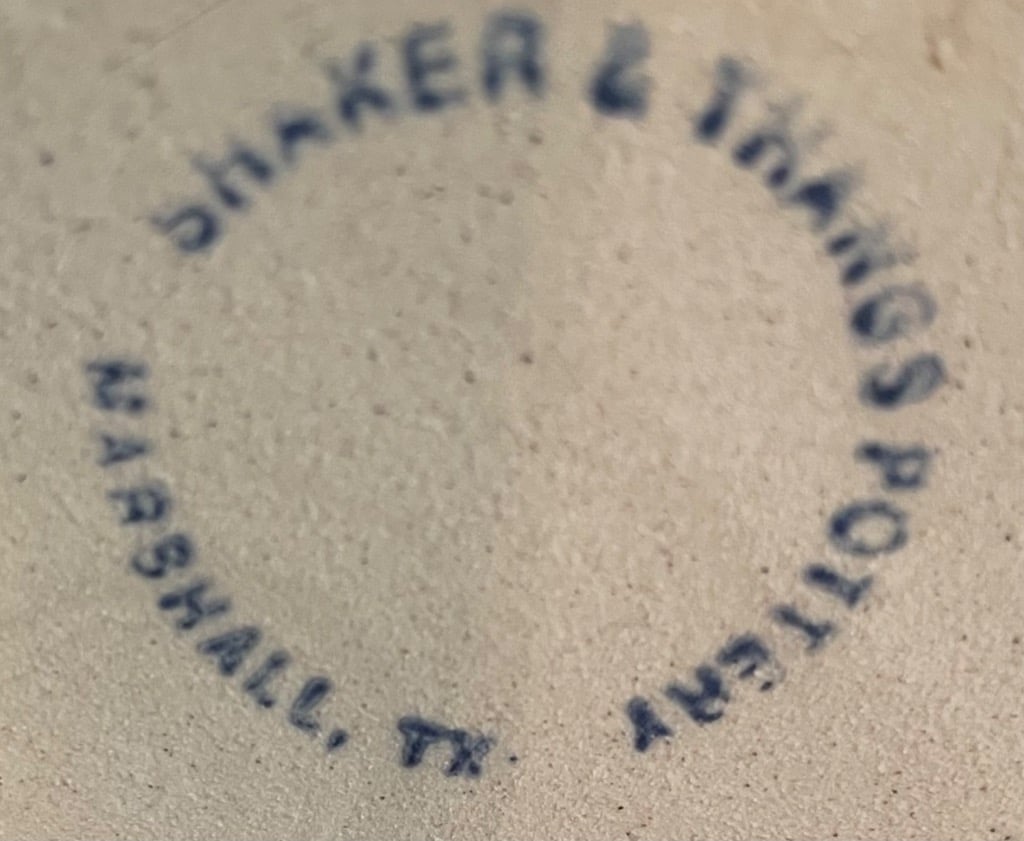 SHAKER & THANGS POTTERY
MARSHALL, TX.